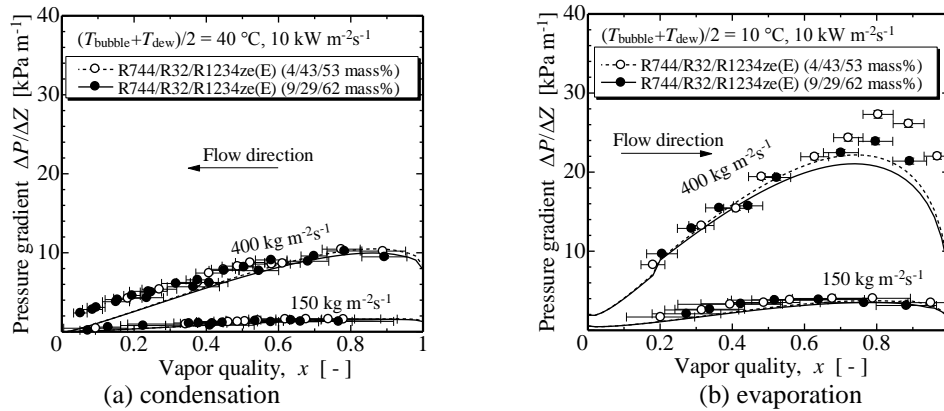 Pressure gradient ΔP/ΔZ [kPa m⁻¹]
40
30
20
10
0
(T_bubble+T_dew)/2 = 40 °C, 10 kW m⁻²s⁻¹
R744/R32/R1234ze(E) (4/43/53 mass%)
R744/R32/R1234ze(E) (9/29/62 mass%)
Flow direction
400 kg m⁻²s⁻¹
150 kg m⁻²s⁻¹
0 0.2 0.4 0.6 0.8 1
Vapor quality, x [ - ]
(a) condensation
Pressure gradient ΔP/ΔZ [kPa m⁻¹]
40
30
20
10
0
(T_bubble+T_dew)/2 = 10 °C, 10 kW m⁻²s⁻¹
R744/R32/R1234ze(E) (4/43/53 mass%)
R744/R32/R1234ze(E) (9/29/62 mass%)
Flow direction
400 kg m⁻²s⁻¹
150 kg m⁻²s⁻¹
0 0.2 0.4 0.6 0.8 1
Vapor quality, x [ - ]
(b) evaporation